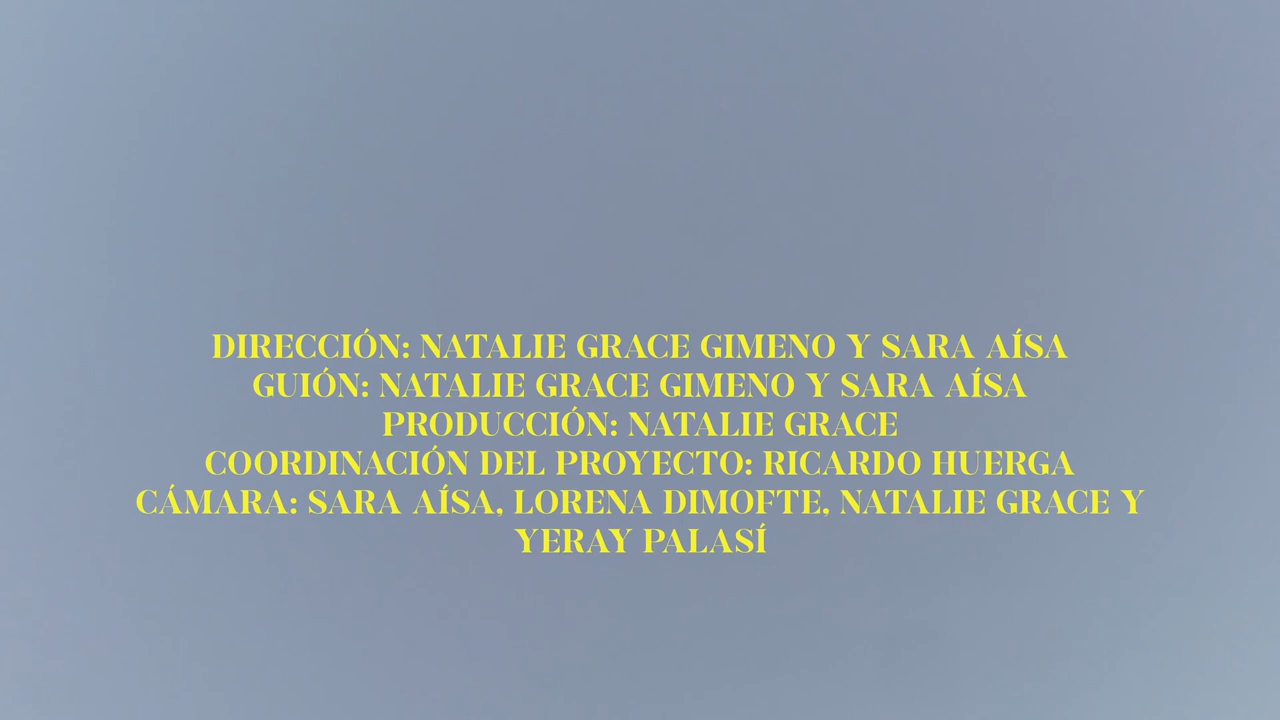 DIRECCIÓN: NATALIE GRACE GIMENO Y SARA AÍSA
GUIÓN: NATALIE GRACE GIMENO Y SARA AÍSA
PRODUCCIÓN: NATALIE GRACE
COORDINACIÓN DEL PROYECTO: RICARDO HUERGA
CÁMARA: SARA AÍSA, LORENA DIMOFTE, NATALIE GRACE Y
YERAY PALASÍ